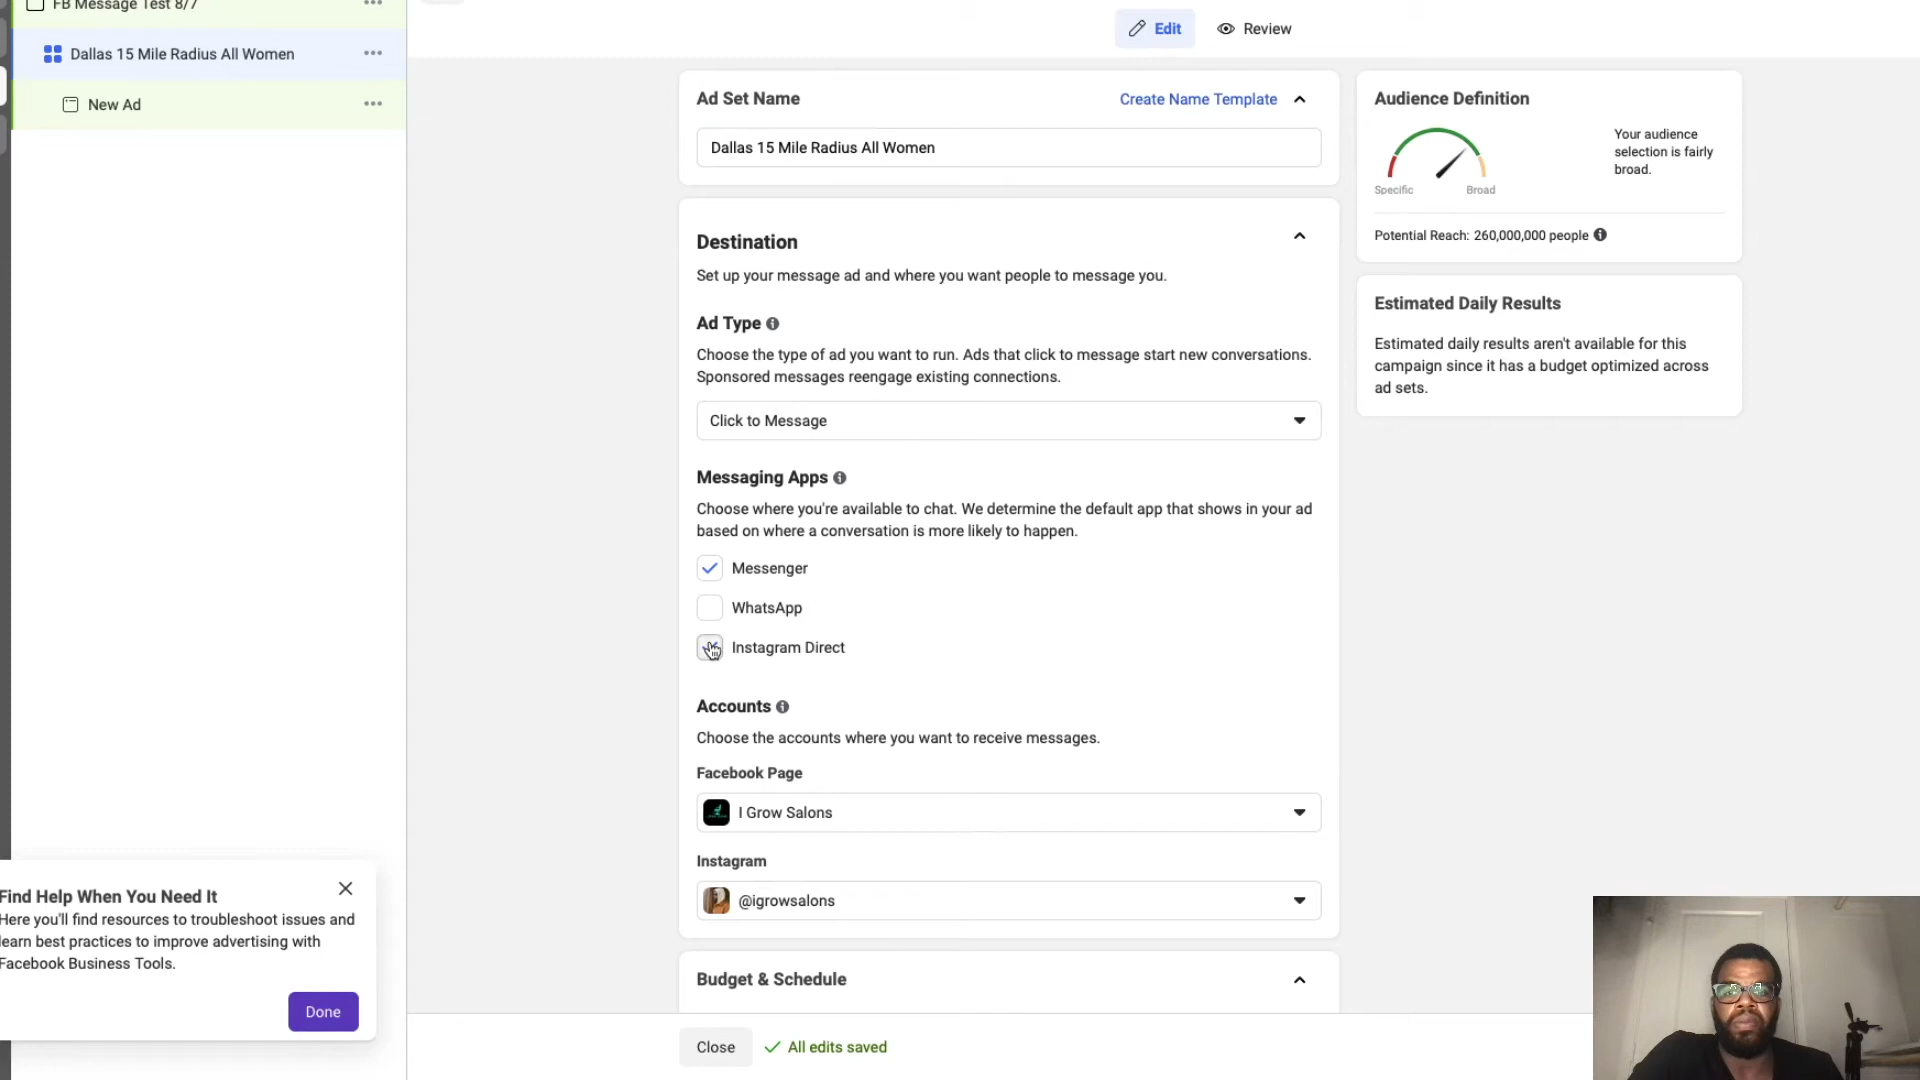 FB Message Test 8/7
Dallas 15 Mile Radius All Women
New Ad
Edit
Review
Ad Set Name
Create Name Template
Dallas 15 Mile Radius All Women
Destination
Set up your message ad and where you want people to message you.
Ad Type
Choose the type of ad you want to run. Ads that click to message start new conversations.
Sponsored messages reengage existing connections.
Click to Message
Messaging Apps
Choose where you're available to chat. We determine the default app that shows in your ad
based on where a conversation is more likely to happen.
Messenger
WhatsApp
Instagram Direct
Accounts
Choose the accounts where you want to receive messages.
Facebook Page
I Grow Salons
Instagram
@igrowsalons
Budget & Schedule
Close
All edits saved
Audience Definition
Specific
Broad
Your audience
selection is fairly
broad.
Potential Reach: 260,000,000 people
Estimated Daily Results
Estimated daily results aren't available for this
campaign since it has a budget optimized across
ad sets.
Find Help When You Need It
Here you'll find resources to troubleshoot issues and
learn best practices to improve advertising with
Facebook Business Tools.
Done